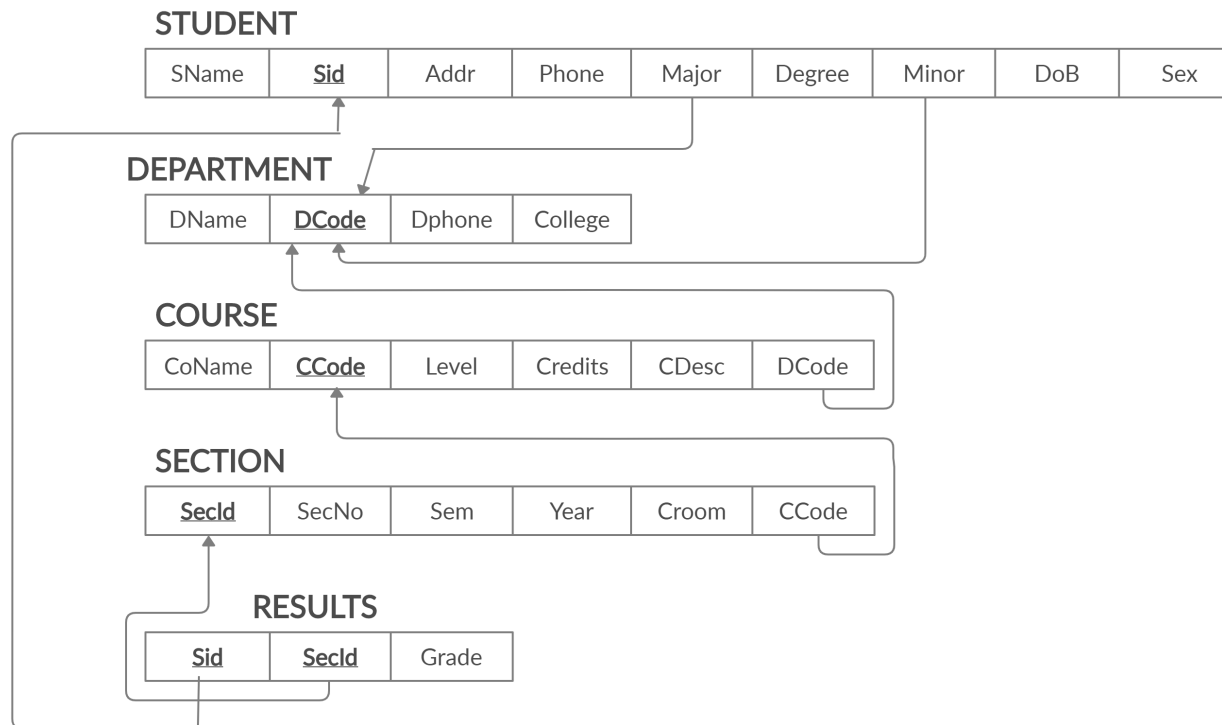 STUDENT
SName Sid Addr Phone Major Degree Minor DoB Sex
DEPARTMENT
DName DCode Dphone College
COURSE
CoName CCode Level Credits CDesc DCode
SECTION
SecId SecNo Sem Year Croom CCode
RESULTS
Sid SecId Grade